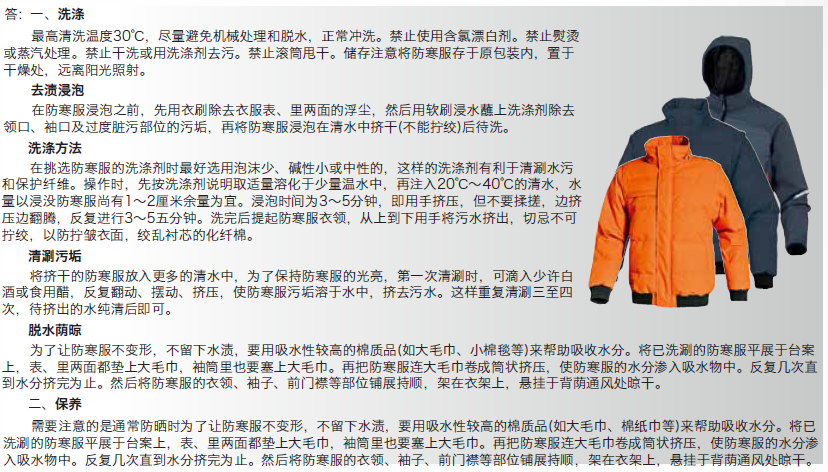 答：一、洗涤
最高清洗温度30℃，尽量避免机械处理和脱水，正常冲洗。禁止使用含氯漂白剂。禁止熨烫
或蒸汽处理。禁止干洗或用洗涤剂去污。禁止滚筒甩干。储存注意将防寒服存于原包装内，置于
干燥处，远离阳光照射。
去渍浸泡
在防寒服浸泡之前，先用衣刷除去衣服表、里两面的浮尘，然后用软刷浸水蘸上洗涤剂除去
领口、袖口及过度脏污部位的污垢，再将防寒服浸泡在清水中挤干(不能拧绞)后待洗。
洗涤方法
在挑选防寒服的洗涤剂时最好选用泡沫少、碱性小或中性的，这样的洗涤剂有利于清涮水污
和保护纤维。操作时，先按洗涤剂说明取适量溶化于少量温水中，再注入20℃～40℃的清水，水
量以浸没防寒服尚有1～2厘米余量为宜。浸泡时间为3～5分钟，即用手挤压，但不要揉搓，边挤
压边翻腾，反复进行3～5五分钟。洗完后提起防寒服衣领，从上到下用手将污水挤出，切忌不可
拧绞，以防拧皱衣面，绞乱衬芯的化纤棉。
清涮污垢
将挤干的防寒服放入更多的清水中，为了保持防寒服的光亮，第一次清涮时，可滴入少许白
酒或食用醋，反复翻动、摆动、挤压，使防寒服污垢溶于水中，挤去污水。这样重复清涮三至四
次，待挤出的水纯清后即可。
脱水荫晾
为了让防寒服不变形，不留下水渍，要用吸水性较高的棉质品(如大毛巾、小棉毯等)来帮助吸收水分。将已洗涮的防寒服平展于台案
上，表、里两面都垫上大毛巾，袖筒里也要塞上大毛巾。再把防寒服连大毛巾卷成筒状挤压，使防寒服的水分渗入吸水物中。反复几次直
到水分挤完为止。然后将防寒服的衣领、袖子、前门襟等部位铺展持顺，架在衣架上，悬挂于背荫通风处晾干。
二、保养
需要注意的是通常防晒时为了让防寒服不变形，不留下水渍，要用吸水性较高的棉质品(如大毛巾、棉纸巾等)来帮助吸收水分。将已
洗涮的防寒服平展于台案上，表、里两面都垫上大毛巾，袖筒里也要塞上大毛巾。再把防寒服连大毛巾卷成筒状挤压，使防寒服的水分渗
入吸水物中。反复几次直到水分挤完为止。然后将防寒服的衣领、袖子、前门襟等部位铺展持顺，架在衣架上，悬挂于背荫通风处晾干。